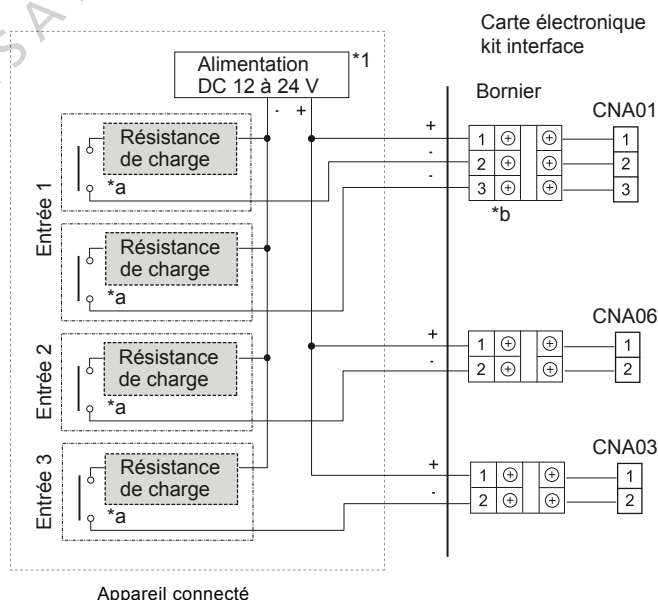 Carte électronique
kit interface
Alimentation
DC 12 à 24 V
*1
- +
Bornier
CNA01
Entrée 1
Résistance
de charge
*a
+ 1 1
- 2 2
- 3 3
*b
Résistance
de charge
*a
CNA06
Entrée 2
Résistance
de charge
*a
+ 1 1
- 2 2
CNA03
Entrée 3
Résistance
de charge
*a
+ 1 1
- 2 2
Appareil connecté